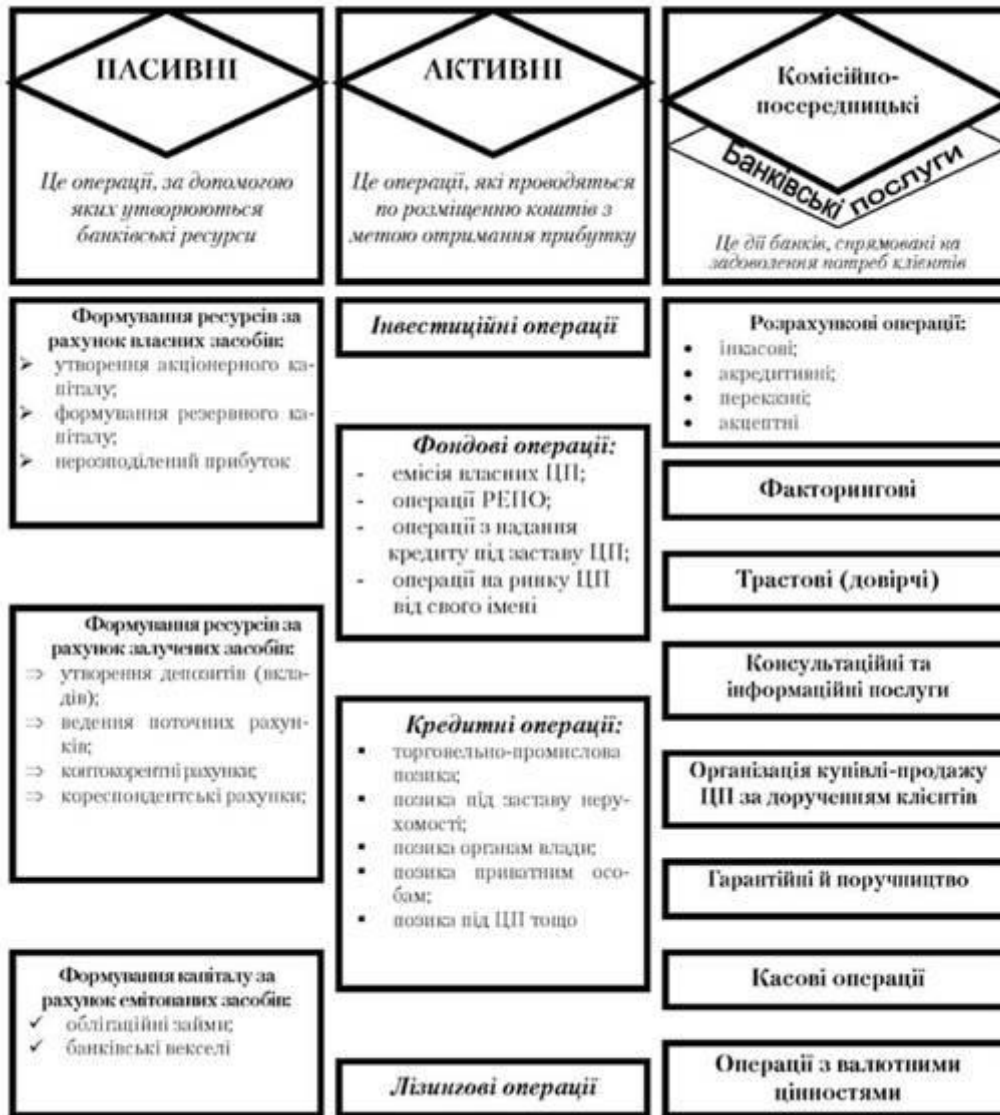 ПАСИВНІ
Це операції, за допомогою
яких утворюються
банківські ресурси
Формування ресурсів за
рахунок власних засобів:
утворення акціонерного ка-
піталу;
формування резервного ка-
піталу;
нерозподілений прибуток
Формування ресурсів за
рахунок залучених засобів:
утворення депозитів (вкла-
дів);
ведення поточних рахун-
ків;
контокорентні рахунки;
кореспондентські рахунки;
Формування капіталу за
рахунок емітованих засобів:
облігаційні займи;
банківські векселі
АКТИВНІ
Це операції, які проводяться
по розміщенню коштів з
метою отримання прибутку
Інвестиційні операції
Фондові операції:
- емісія власних ЦП;
- операції РЕПО;
- операції з надання
кредиту під заставу ЦП;
- операції на ринку ЦП
від свого імені
Кредитні операції:
торговельно-промислова
позика;
позика під заставу неру-
хомості;
позика органам влади;
позика приватним осо-
бам;
позика під ЦП тощо
Лізингові операції
Комісійно-
посередницькі
Банківські послуги
Це дії банків, спрямовані на
задоволення потреб клієнтів
Розрахункові операції:
• інкасові;
• акредитивні;
• переказні;
• акцептні
Факторингові
Трастові (довірчі)
Консультаційні та
інформаційні послуги
Організація купівлі-продажу
ЦП за дорученням клієнтів
Гарантійні й поручництво
Касові операції
Операції з валютними
цінностями